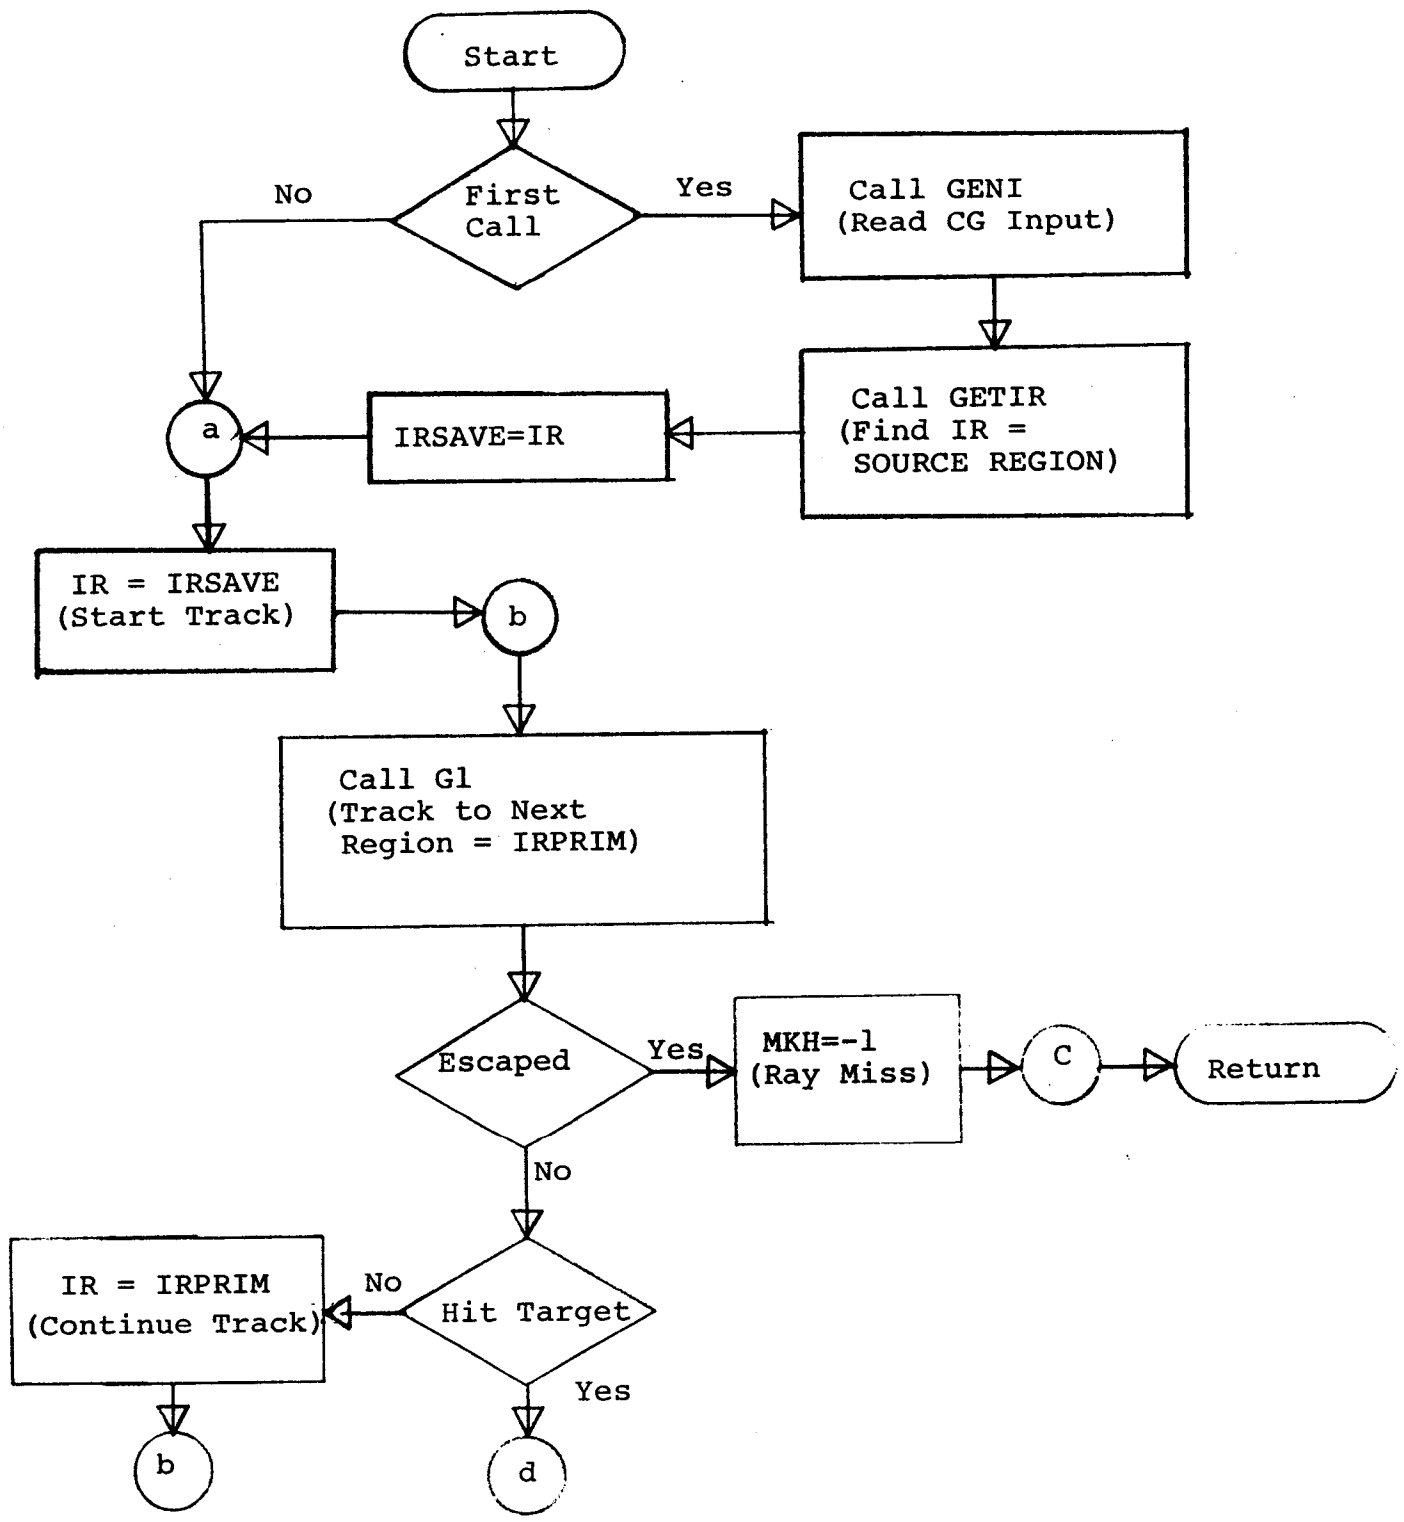 Start
First
Call
No
Yes
Call GENI
(Read CG Input)
Call GETIR
(Find IR =
SOURCE REGION)
IRSAVE=IR
a
IR = IRSAVE
(Start Track)
b
Call G1
(Track to Next
Region = IRPRIM)
Escaped
Yes
MKH=-1
(Ray Miss)
C
Return
No
Hit Target
No
IR = IRPRIM
(Continue Track)
Yes
b
d